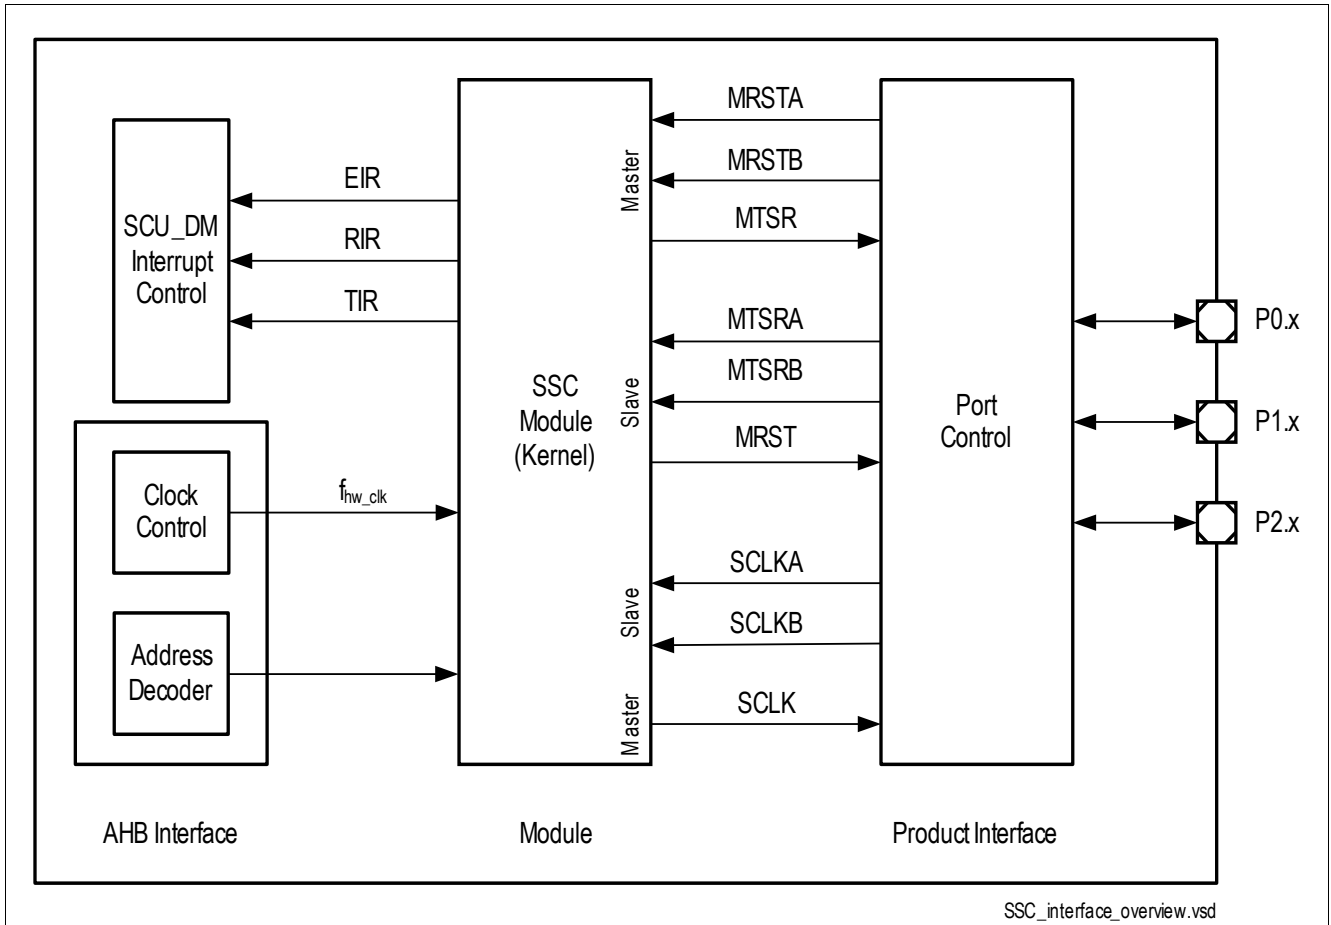 SCU_DM
Interrupt
Control
EIR
RIR
TIR
Clock
Control
f hw_clk
Address
Decoder
AHB Interface
SSC
Module
(Kernel)
Master
Slave
Slave
Master
Module
MRSTA
MRSTB
MTSR
MTSRA
MTSRB
MRST
SCLKA
SCLKB
SCLK
Port
Control
Product Interface
P0.x
P1.x
P2.x
SSC_interface_overview.vsd